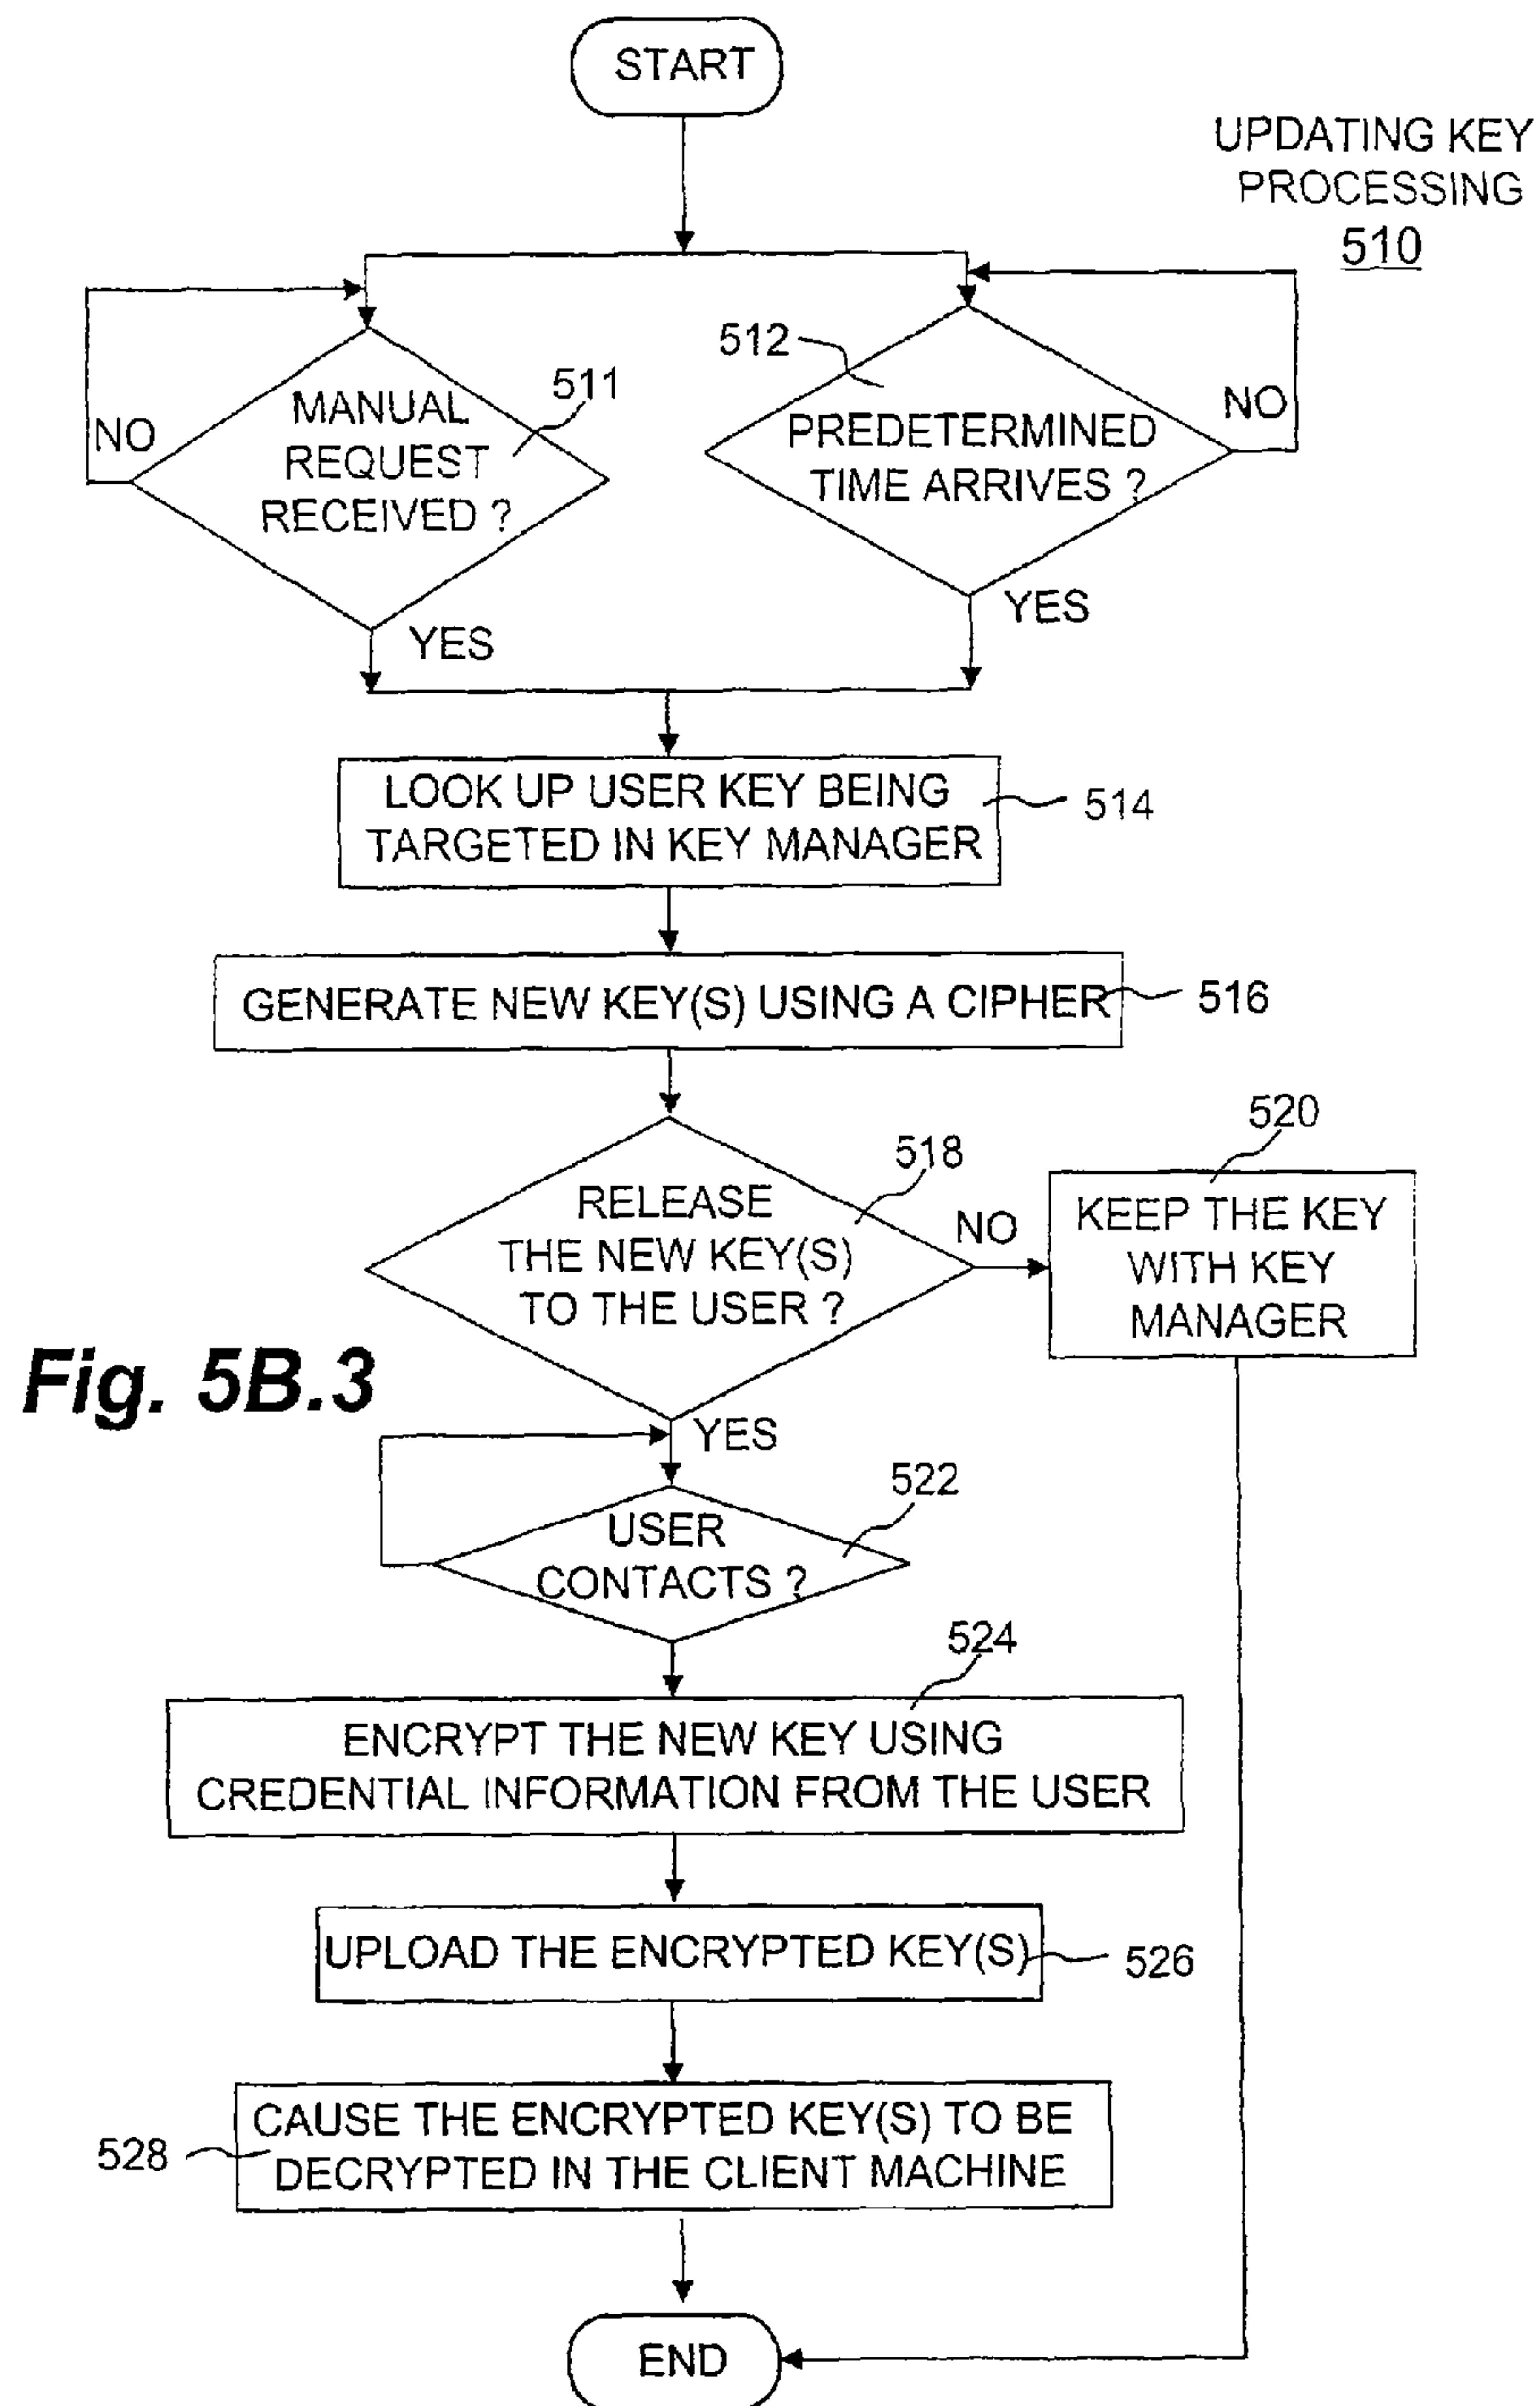 START
UPDATING KEY
PROCESSING
510
512
511
NO
MANUAL
REQUEST
RECEIVED ?
PREDETERMINED
TIME ARRIVES ?
NO
YES
YES
LOOK UP USER KEY BEING
TARGETED IN KEY MANAGER
514
GENERATE NEW KEY(S) USING A CIPHER
516
518
RELEASE
THE NEW KEY(S)
TO THE USER ?
NO
520
KEEP THE KEY
WITH KEY
MANAGER
Fig. 5B.3
YES
522
USER
CONTACTS ?
524
ENCRYPT THE NEW KEY USING
CREDENTIAL INFORMATION FROM THE USER
UPLOAD THE ENCRYPTED KEY(S)
526
CAUSE THE ENCRYPTED KEY(S) TO BE
DECRYPTED IN THE CLIENT MACHINE
528
END